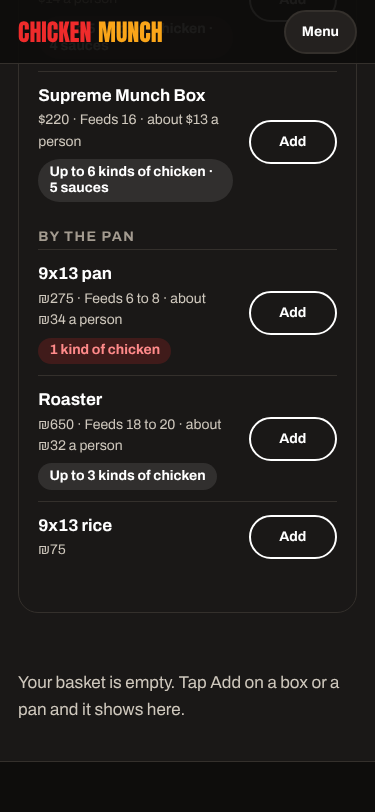 CHICKEN MUNCH
Menu
Supreme Munch Box
$220 · Feeds 16 · about $13 a
person
Up to 6 kinds of chicken ·
5 sauces
Add
BY THE PAN
9x13 pan
₪275 · Feeds 6 to 8 · about
₪34 a person
1 kind of chicken
Add
Roaster
₪650 · Feeds 18 to 20 · about
₪32 a person
Up to 3 kinds of chicken
Add
9x13 rice
₪75
Add
Your basket is empty. Tap Add on a box or a
pan and it shows here.